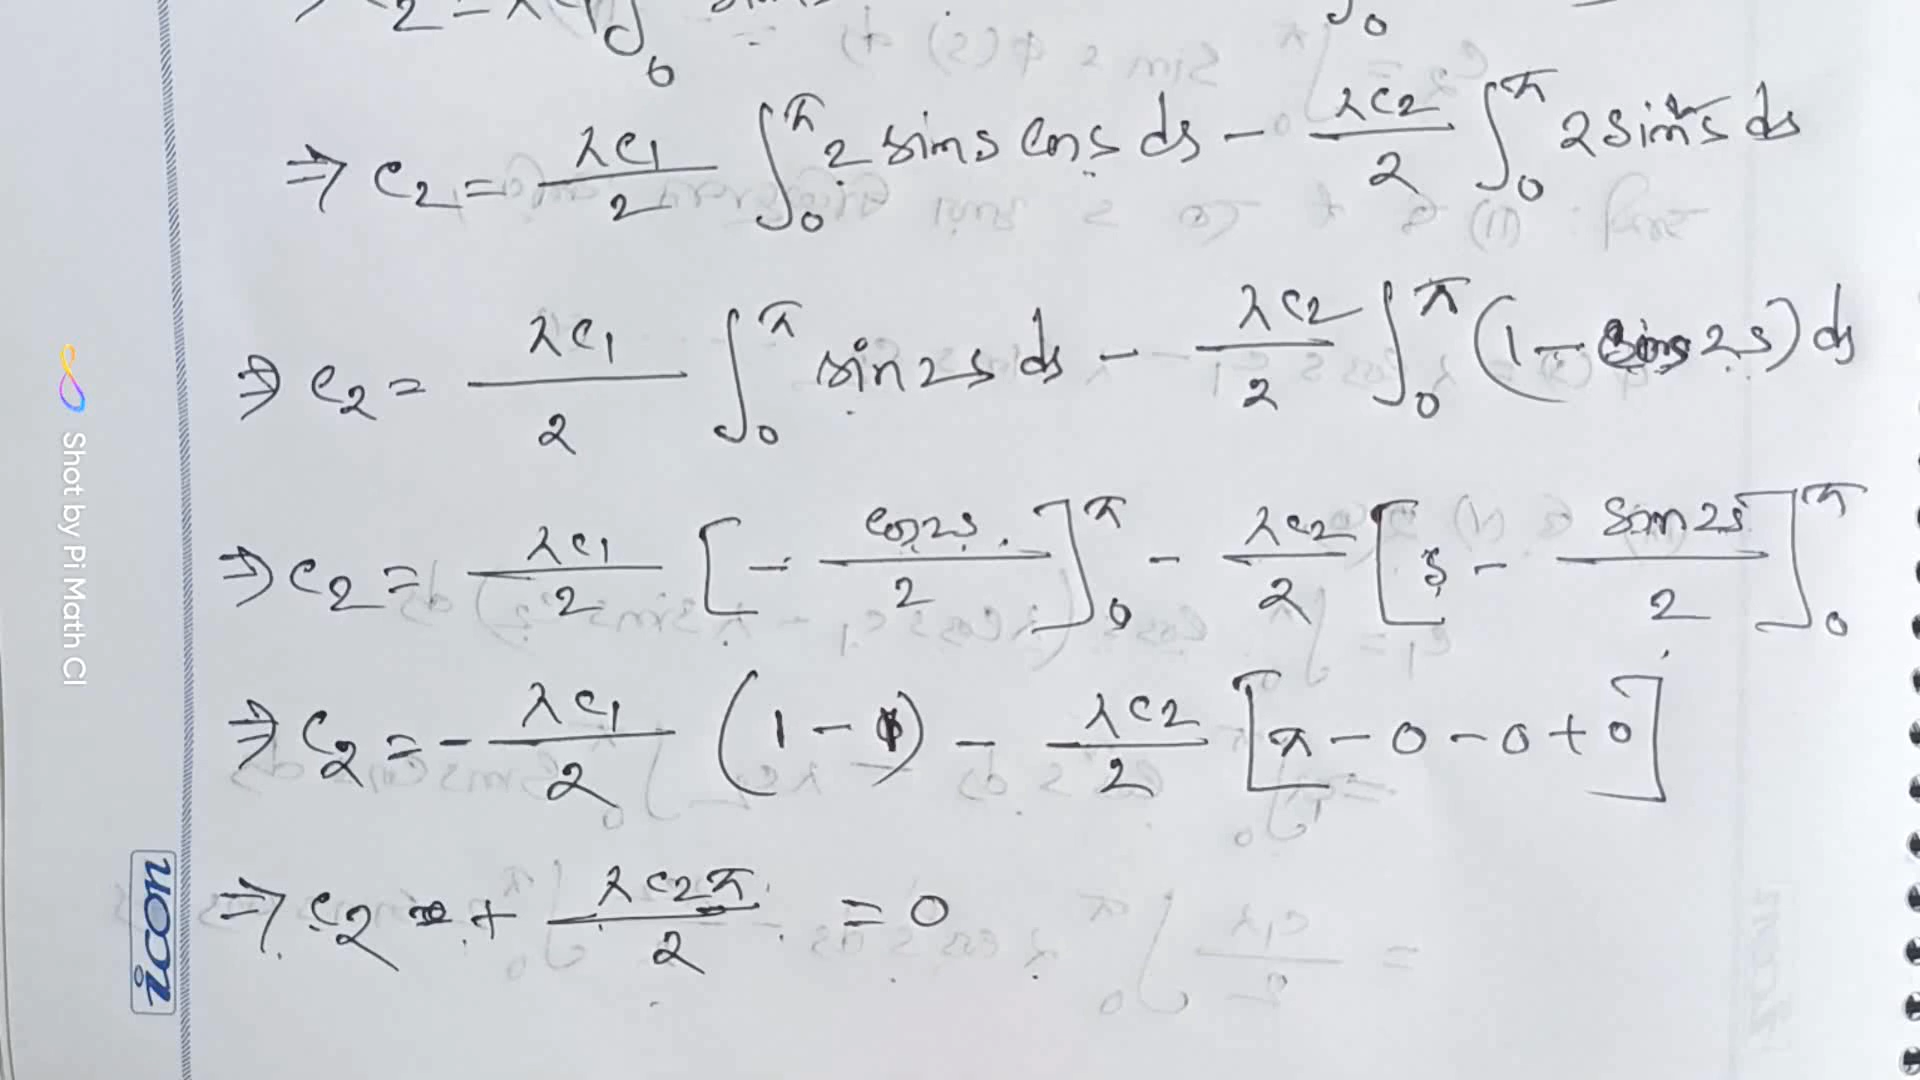 ⇒ c₂ = λc₁/2 ∫₀^π 2 sin s cos s ds − λc₂/2 ∫₀^π 2 sin² s ds
⇒ c₂ = λc₁/2 ∫₀^π sin 2s ds − λc₂/2 ∫₀^π (1 − cos 2s) ds
⇒ c₂ = λc₁/2 [− cos 2s/2]₀^π − λc₂/2 [s − sin 2s/2]₀^π
⇒ c₂ = − λc₁/2 (1 − 1) − λc₂/2 [π − 0 − 0 + 0]
⇒ c₂ + λc₂π/2 = 0
Shot by Pi Math Cl
icon